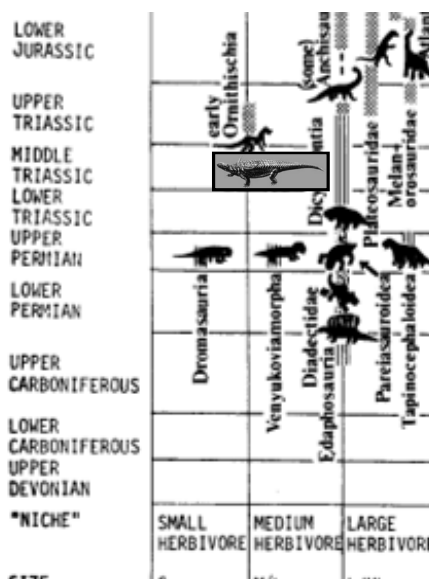 LOWER
JURASSIC
UPPER
TRIASSIC
MIDDLE
TRIASSIC
LOWER
TRIASSIC
UPPER
PERMIAN
LOWER
PERMIAN
UPPER
CARBONIFEROUS
LOWER
CARBONIFEROUS
UPPER
DEVONIAN
"NICHE"
SMALL
HERBIVORE
MEDIUM
HERBIVORE
LARGE
HERBIVORE
early
Ornithischia
(some)
Anchisau
Plateosauridae
Melan-
orosauridae
Dromasauria
Venyukoviamorpha
Diadectidae
Edaphosauria
Pareiasauroidea
Tapinocephaloidea